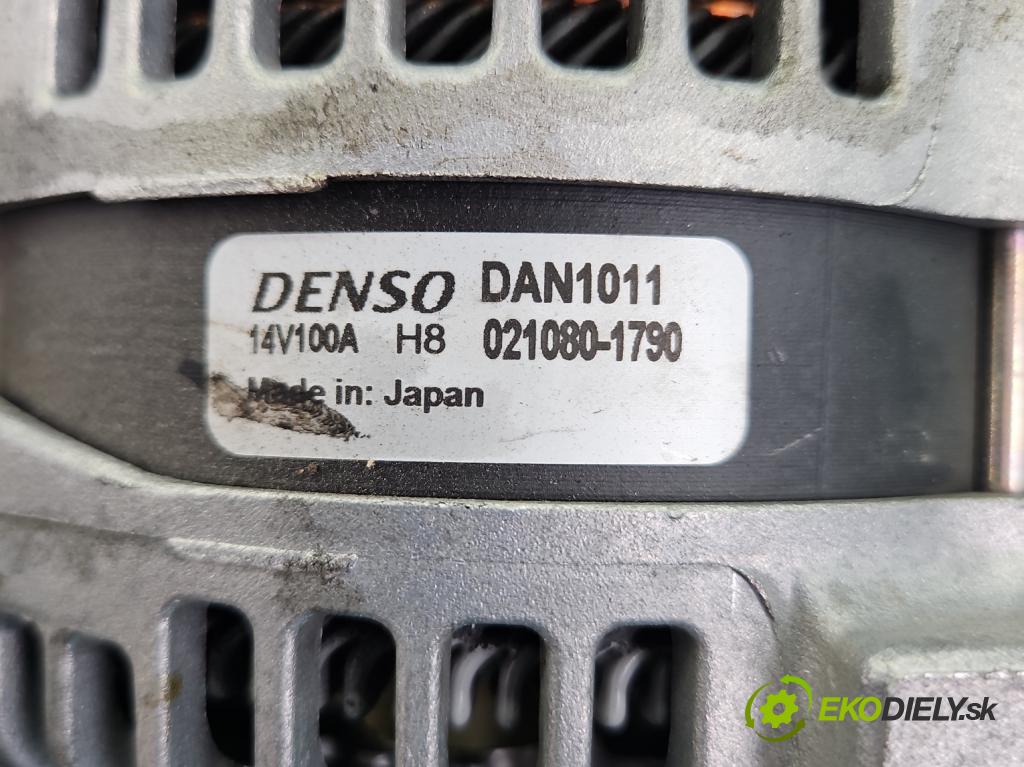 DENSO DAN1011
14V100A H8 021080-1790
Made in: Japan
EKODIELY.sk